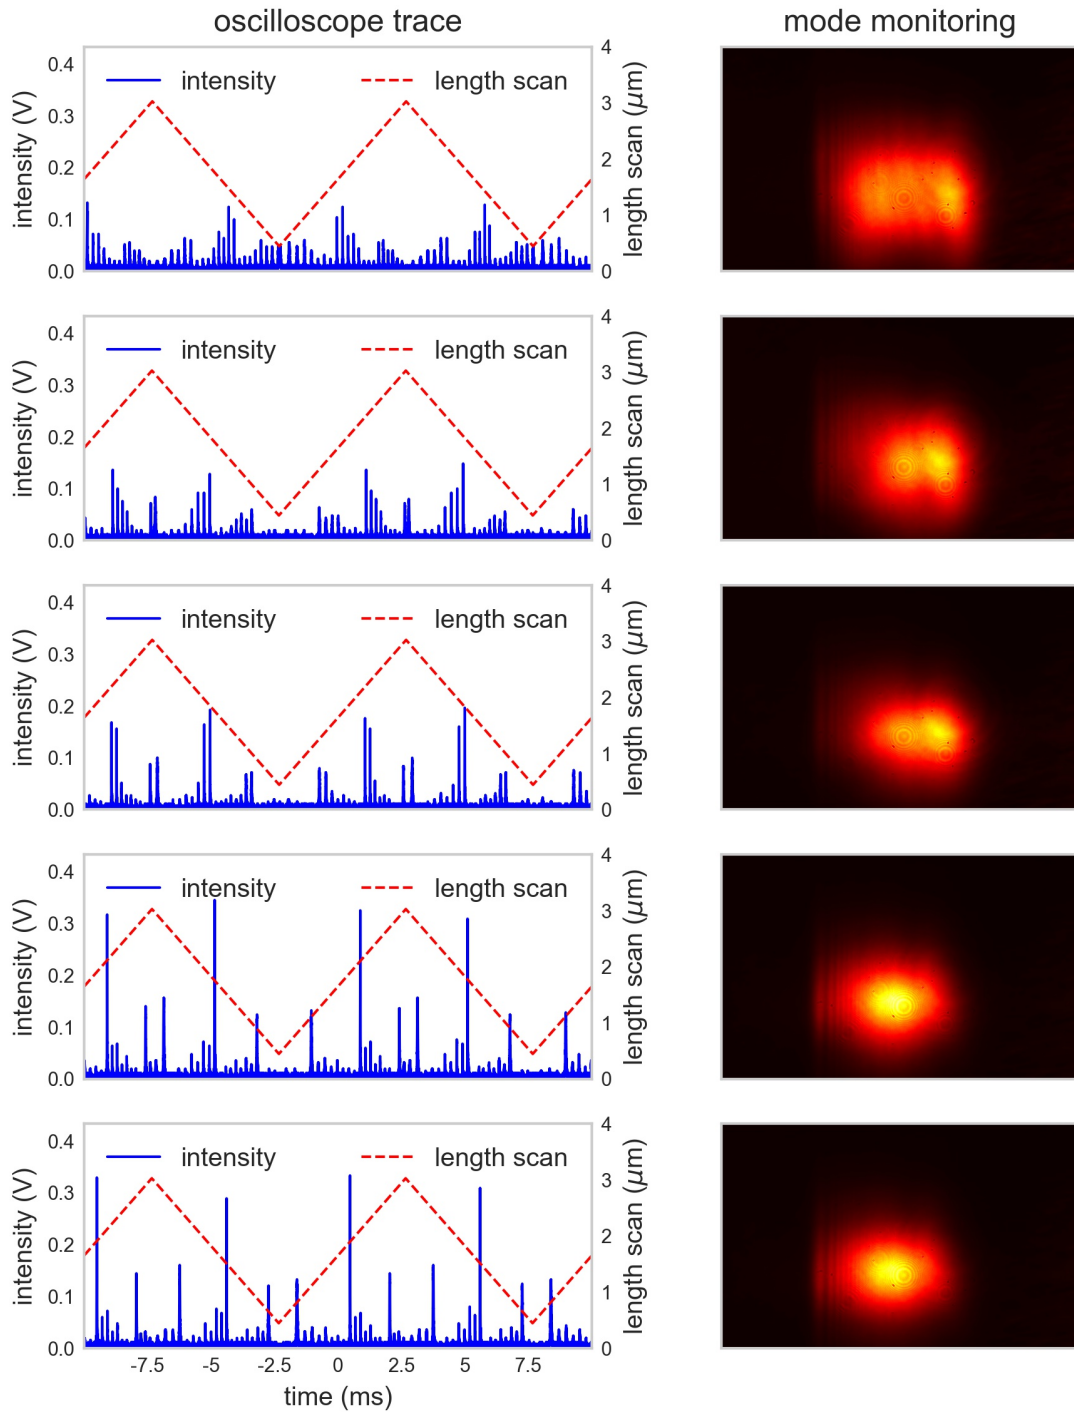 oscilloscope trace
mode monitoring
0.4
0.3
0.2
0.1
0.0
intensity (V)
intensity
length scan
4
3
2
1
0
length scan (μm)
0.4
0.3
0.2
0.1
0.0
intensity (V)
intensity
length scan
4
3
2
1
0
length scan (μm)
0.4
0.3
0.2
0.1
0.0
intensity (V)
intensity
length scan
4
3
2
1
0
length scan (μm)
0.4
0.3
0.2
0.1
0.0
intensity (V)
intensity
length scan
4
3
2
1
0
length scan (μm)
0.4
0.3
0.2
0.1
0.0
intensity (V)
intensity
length scan
4
3
2
1
0
length scan (μm)
-7.5 -5 -2.5 0 2.5 5 7.5
time (ms)